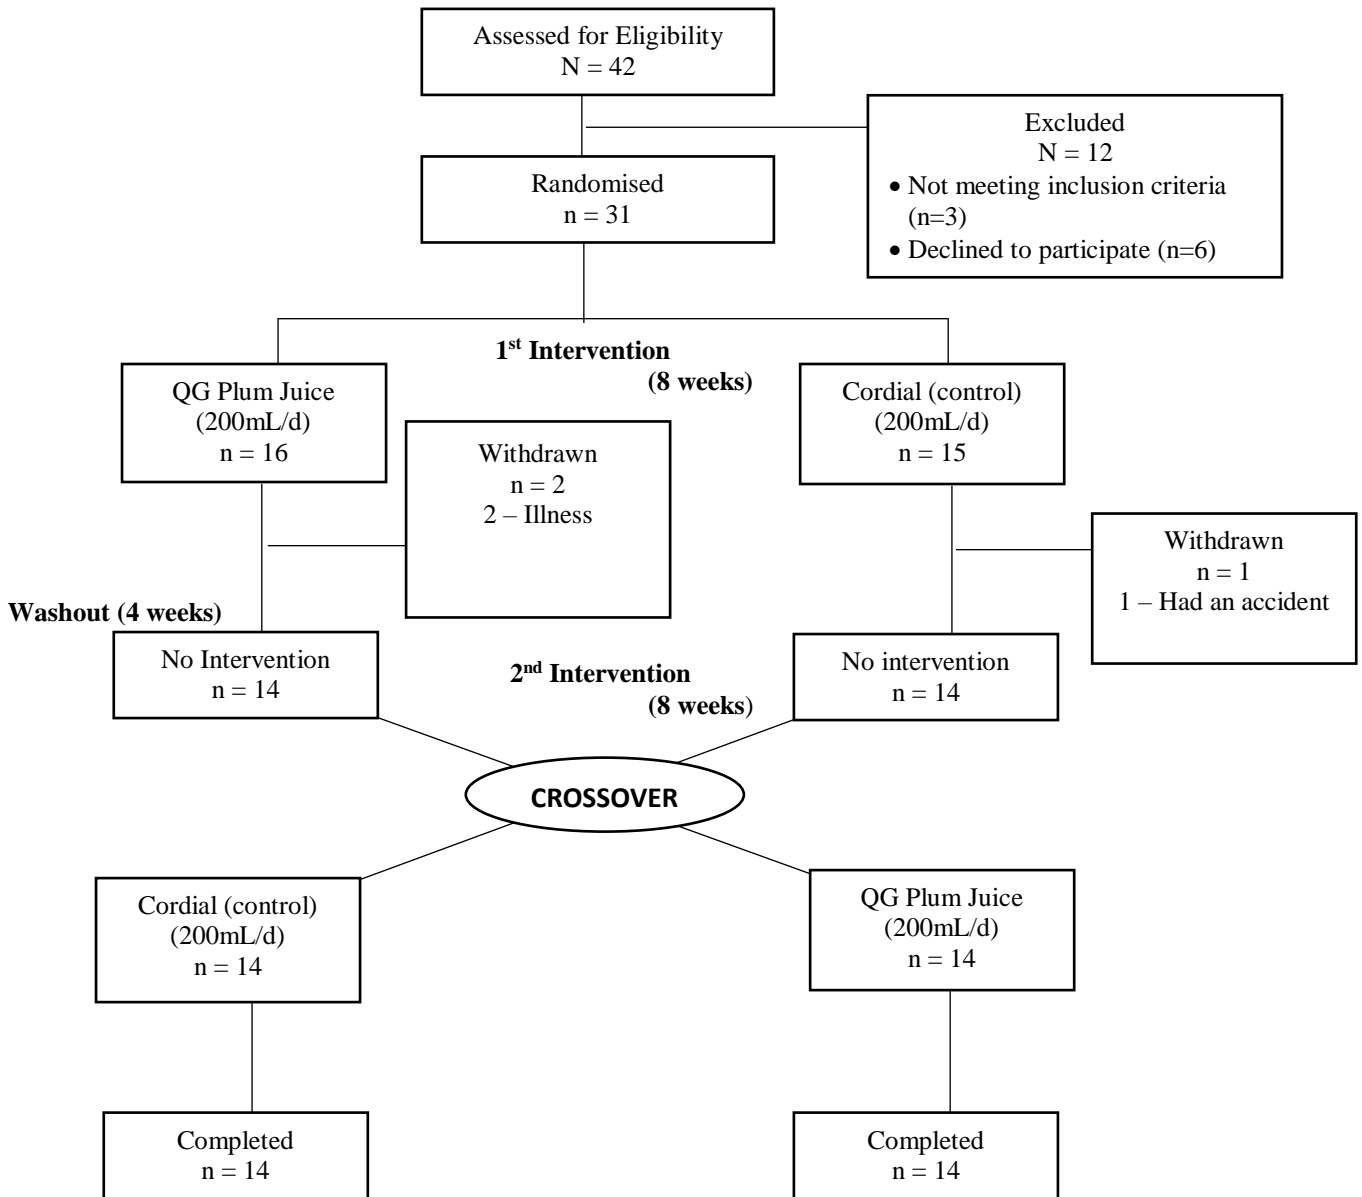 Assessed for Eligibility
N = 42
Excluded
N = 12
• Not meeting inclusion criteria
(n=3)
• Declined to participate (n=6)
Randomised
n = 31
1st Intervention
(8 weeks)
QG Plum Juice
(200mL/d)
n = 16
Cordial (control)
(200mL/d)
n = 15
Withdrawn
n = 2
2 – Illness
Withdrawn
n = 1
1 – Had an accident
Washout (4 weeks)
No Intervention
n = 14
2nd Intervention
(8 weeks)
No intervention
n = 14
CROSSOVER
Cordial (control)
(200mL/d)
n = 14
QG Plum Juice
(200mL/d)
n = 14
Completed
n = 14
Completed
n = 14